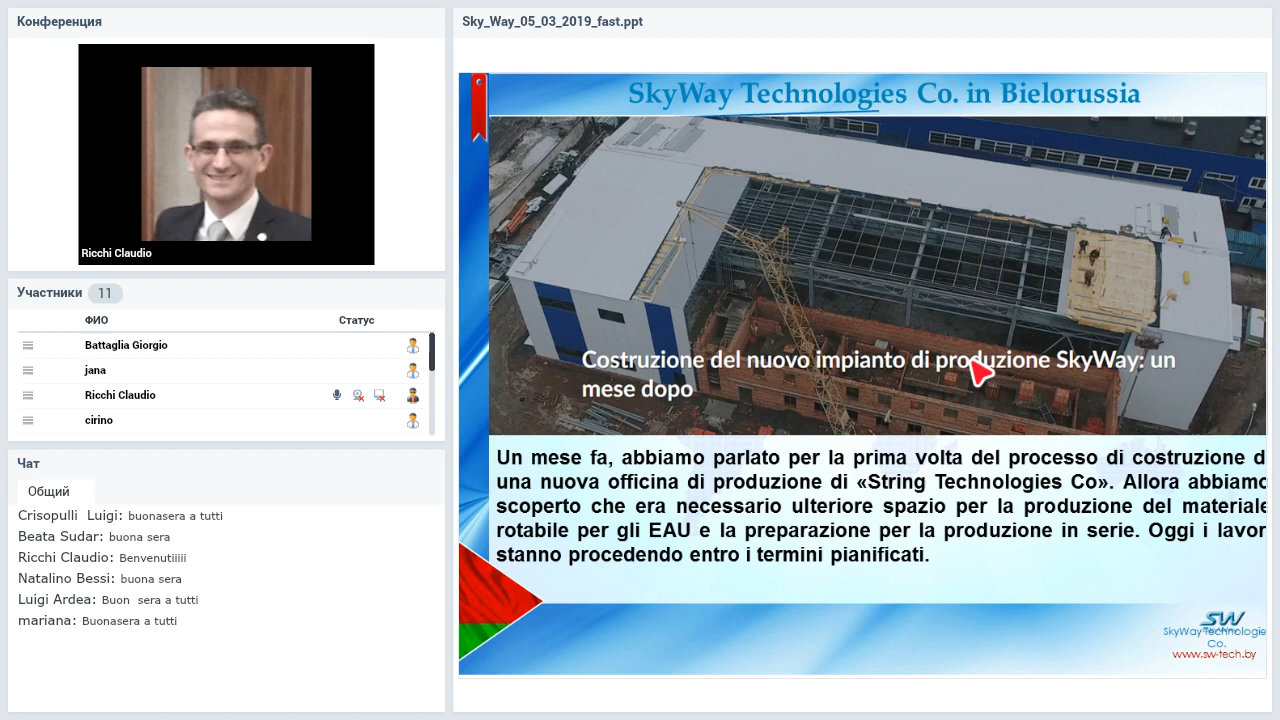 Конференция
Ricchi Claudio
Участники 11
ФИО Статус
Battaglia Giorgio
jana
Ricchi Claudio
cirino
Чат
Общий
Crisopulli Luigi: buonasera a tutti
Beata Sudar: buona sera
Ricchi Claudio: Benvenutiiiii
Natalino Bessi: buona sera
Luigi Ardea: Buon sera a tutti
mariana: Buonasera a tutti
Sky_Way_05_03_2019_fast.ppt
SkyWay Technologies Co. in Bielorussia
Costruzione del nuovo impianto di produzione SkyWay: un
mese dopo
Un mese fa, abbiamo parlato per la prima volta del processo di costruzione d
una nuova officina di produzione di «String Technologies Co». Allora abbiamo
scoperto che era necessario ulteriore spazio per la produzione del materiale
rotabile per gli EAU e la preparazione per la produzione in serie. Oggi i lavor
stanno procedendo entro i termini pianificati.
SW
SkyWay Technologie
Co.
www.sw-tech.by